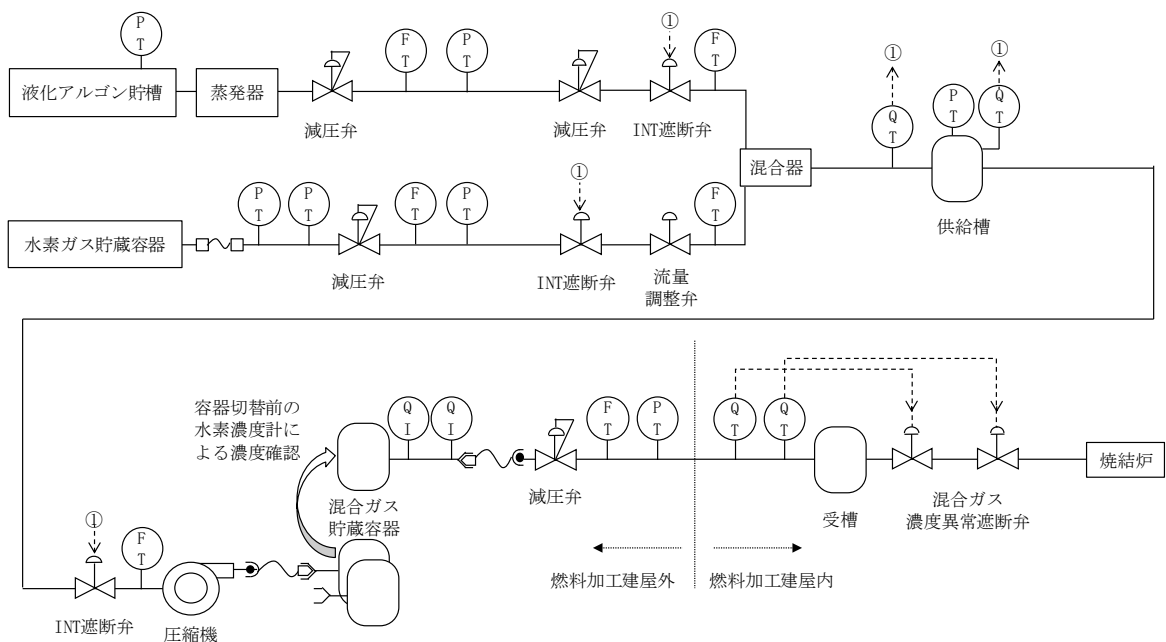 P
T
液化アルゴン貯槽
蒸発器
減圧弁
F
T
P
T
減圧弁
①
INT遮断弁
F
T
混合器
①
Q
T
P
T
①
Q
T
供給槽
水素ガス貯蔵容器
P
T
P
T
減圧弁
F
T
P
T
①
INT遮断弁
流量
調整弁
F
T
容器切替前の
水素濃度計に
よる濃度確認
Q
I
Q
I
混合ガス
貯蔵容器
減圧弁
F
T
P
T
Q
T
Q
T
受槽
混合ガス
濃度異常遮断弁
焼結炉
燃料加工建屋外
燃料加工建屋内
①
INT遮断弁
F
T
圧縮機